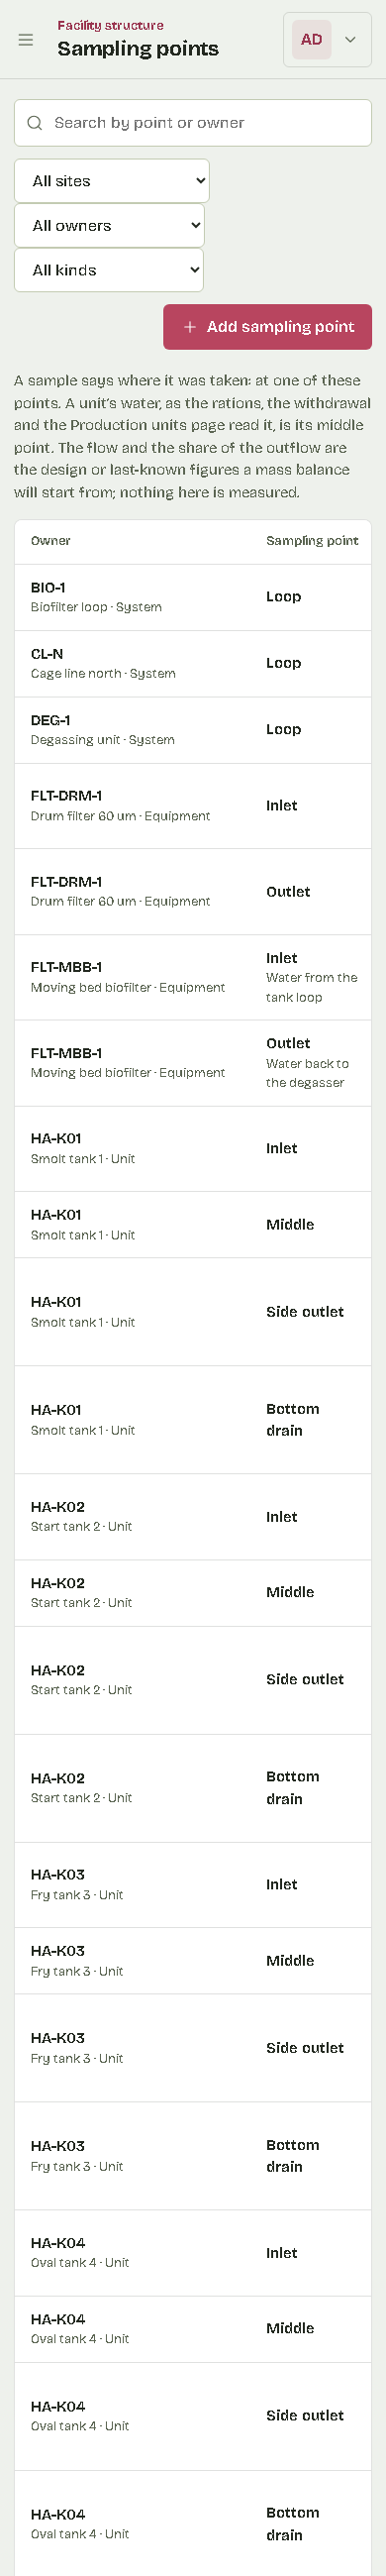 Facility structure
Sampling points
AD
Search by point or owner
All sites
All owners
All kinds
Add sampling point
A sample says where it was taken: at one of these
points. A unit's water, as the rations, the withdrawal
and the Production units page read it, is its middle
point. The flow and the share of the outflow are
the design or last-known figures a mass balance
will start from; nothing here is measured.
Owner Sampling point
BIO-1
Biofilter loop · System
Loop
CL-N
Cage line north · System
Loop
DEG-1
Degassing unit · System
Loop
FLT-DRM-1
Drum filter 60 um · Equipment
Inlet
FLT-DRM-1
Drum filter 60 um · Equipment
Outlet
FLT-MBB-1
Moving bed biofilter · Equipment
Inlet
Water from the
tank loop
FLT-MBB-1
Moving bed biofilter · Equipment
Outlet
Water back to
the degasser
HA-K01
Smolt tank 1 · Unit
Inlet
HA-K01
Smolt tank 1 · Unit
Middle
HA-K01
Smolt tank 1 · Unit
Side outlet
HA-K01
Smolt tank 1 · Unit
Bottom
drain
HA-K02
Start tank 2 · Unit
Inlet
HA-K02
Start tank 2 · Unit
Middle
HA-K02
Start tank 2 · Unit
Side outlet
HA-K02
Start tank 2 · Unit
Bottom
drain
HA-K03
Fry tank 3 · Unit
Inlet
HA-K03
Fry tank 3 · Unit
Middle
HA-K03
Fry tank 3 · Unit
Side outlet
HA-K03
Fry tank 3 · Unit
Bottom
drain
HA-K04
Oval tank 4 · Unit
Inlet
HA-K04
Oval tank 4 · Unit
Middle
HA-K04
Oval tank 4 · Unit
Side outlet
HA-K04
Oval tank 4 · Unit
Bottom
drain